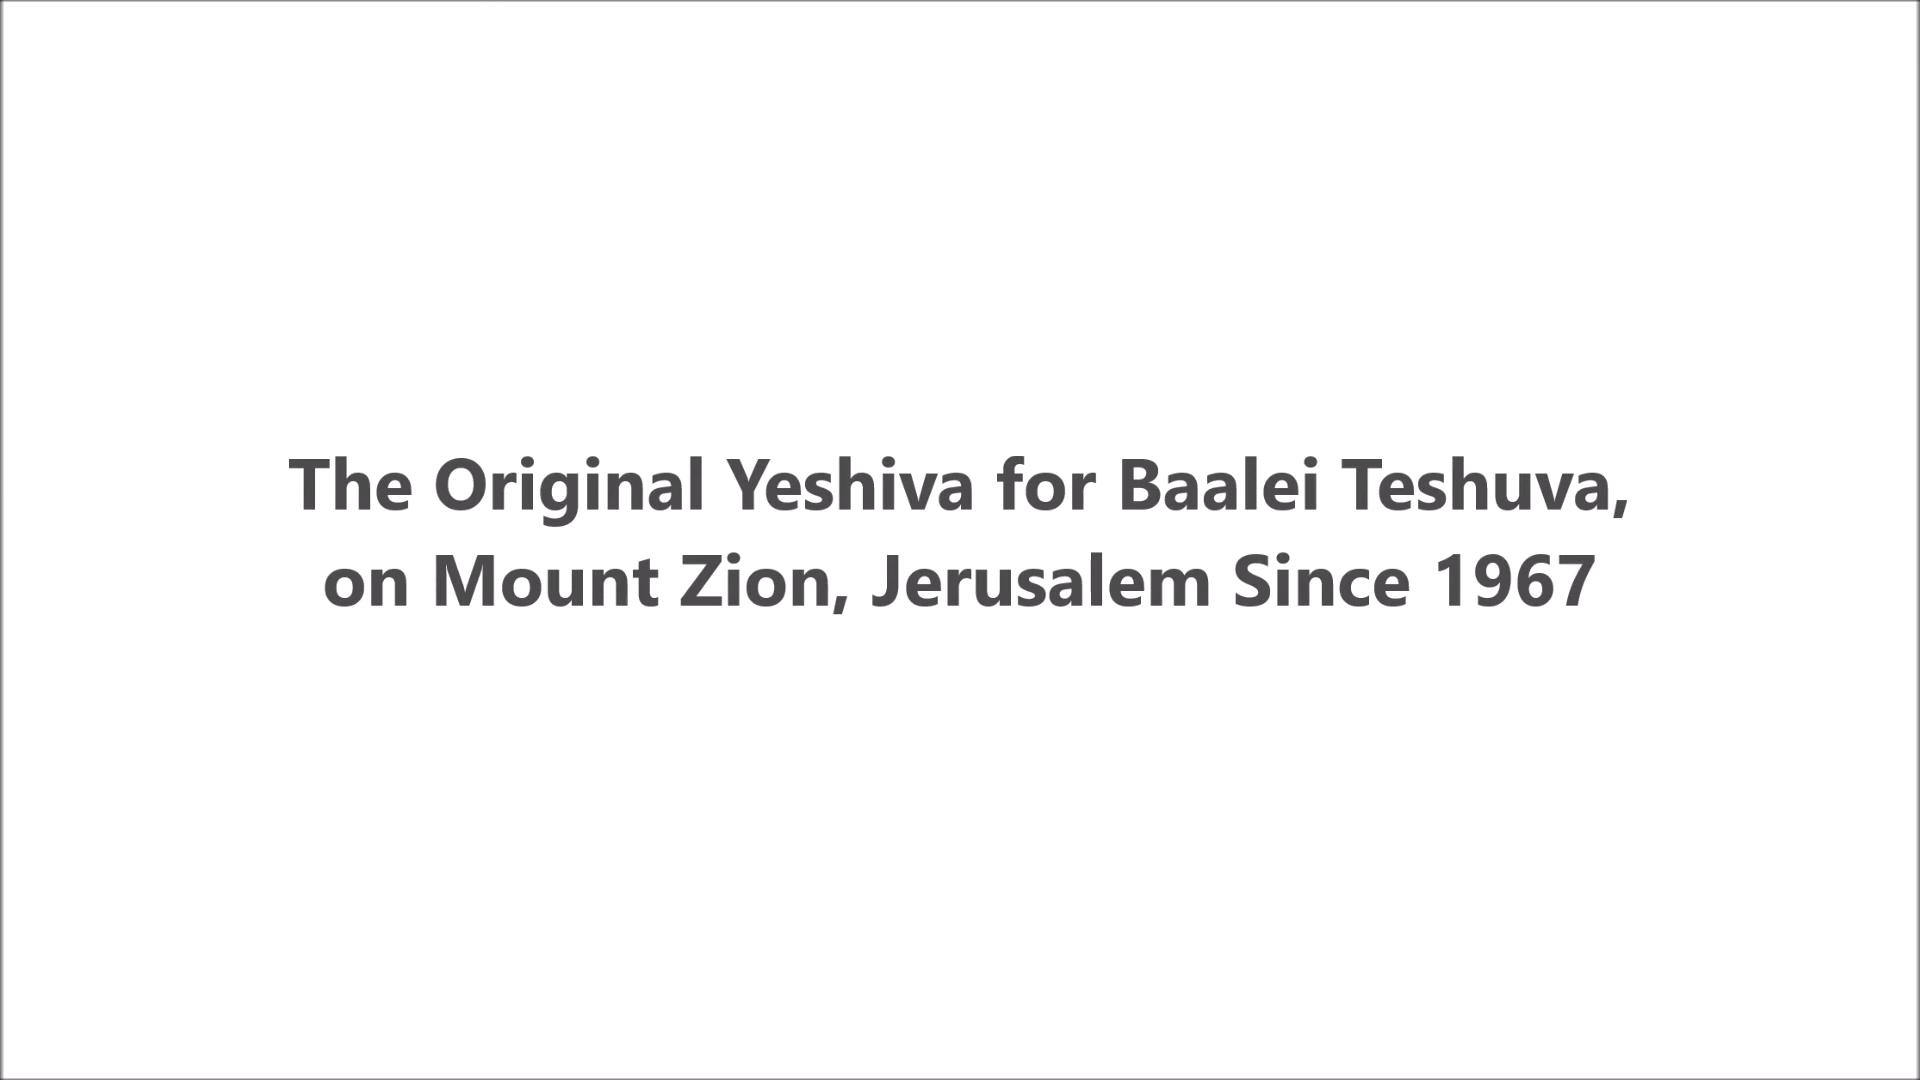 The Original Yeshiva for Baalei Teshuva,
on Mount Zion, Jerusalem Since 1967